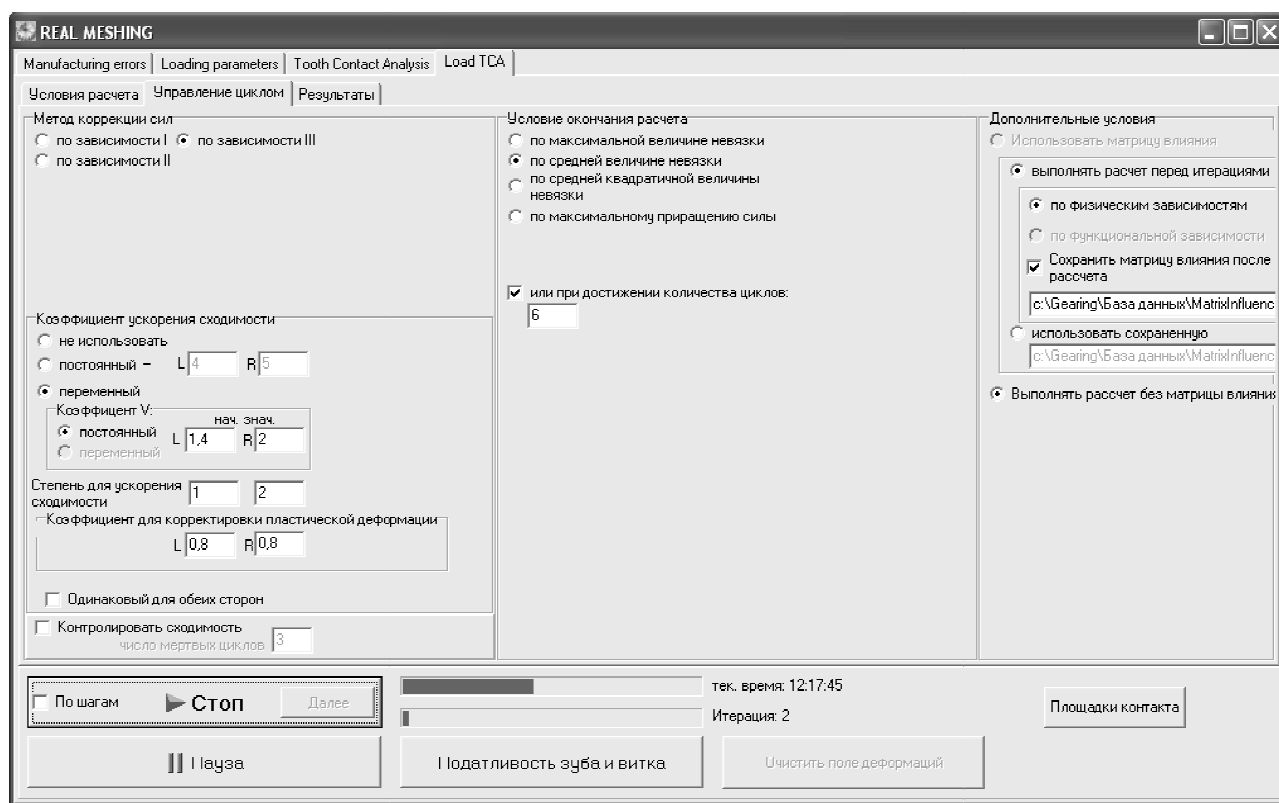 REAL MESHING
Manufacturing errors Loading parameters Tooth Contact Analysis Load TCA
Условия расчета Управление циклом Результаты
Метод коррекции сил
по зависимости I по зависимости III
по зависимости II
Коэффициент ускорения сходимости
не использовать
постоянный – L 4 R 5
переменный
Коэффицент V:
нач. знач.
постоянный L 1,4 R 2
переменный
Степень для ускорения
сходимости 1 2
Коэффициент для корректировки пластической деформации
L 0,8 R 0,8
Одинаковый для обеих сторон
Контролировать сходимость
число мертвых циклов 3
Условие окончания расчета
по максимальной величине невязки
по средней величине невязки
по средней квадратичной величины
невязки
по максимальному приращению силы
или при достижении количества циклов:
6
Дополнительные условия
Использовать матрицу влияния
выполнять расчет перед итерациями
по физическим зависимостям
по функциональной зависимости
Сохранить матрицу влияния после
рассчета
c:\Gearing\База данных\MatrixInfluenc
использовать сохраненную
c:\Gearing\База данных\MatrixInfluenc
Выполнять рассчет без матрицы влияния
По шагам Стоп Далее
тек. время: 12:17:45
Итерация: 2
Площадки контакта
Пауза
Податливость зуба и витка
Очистить поле деформаций